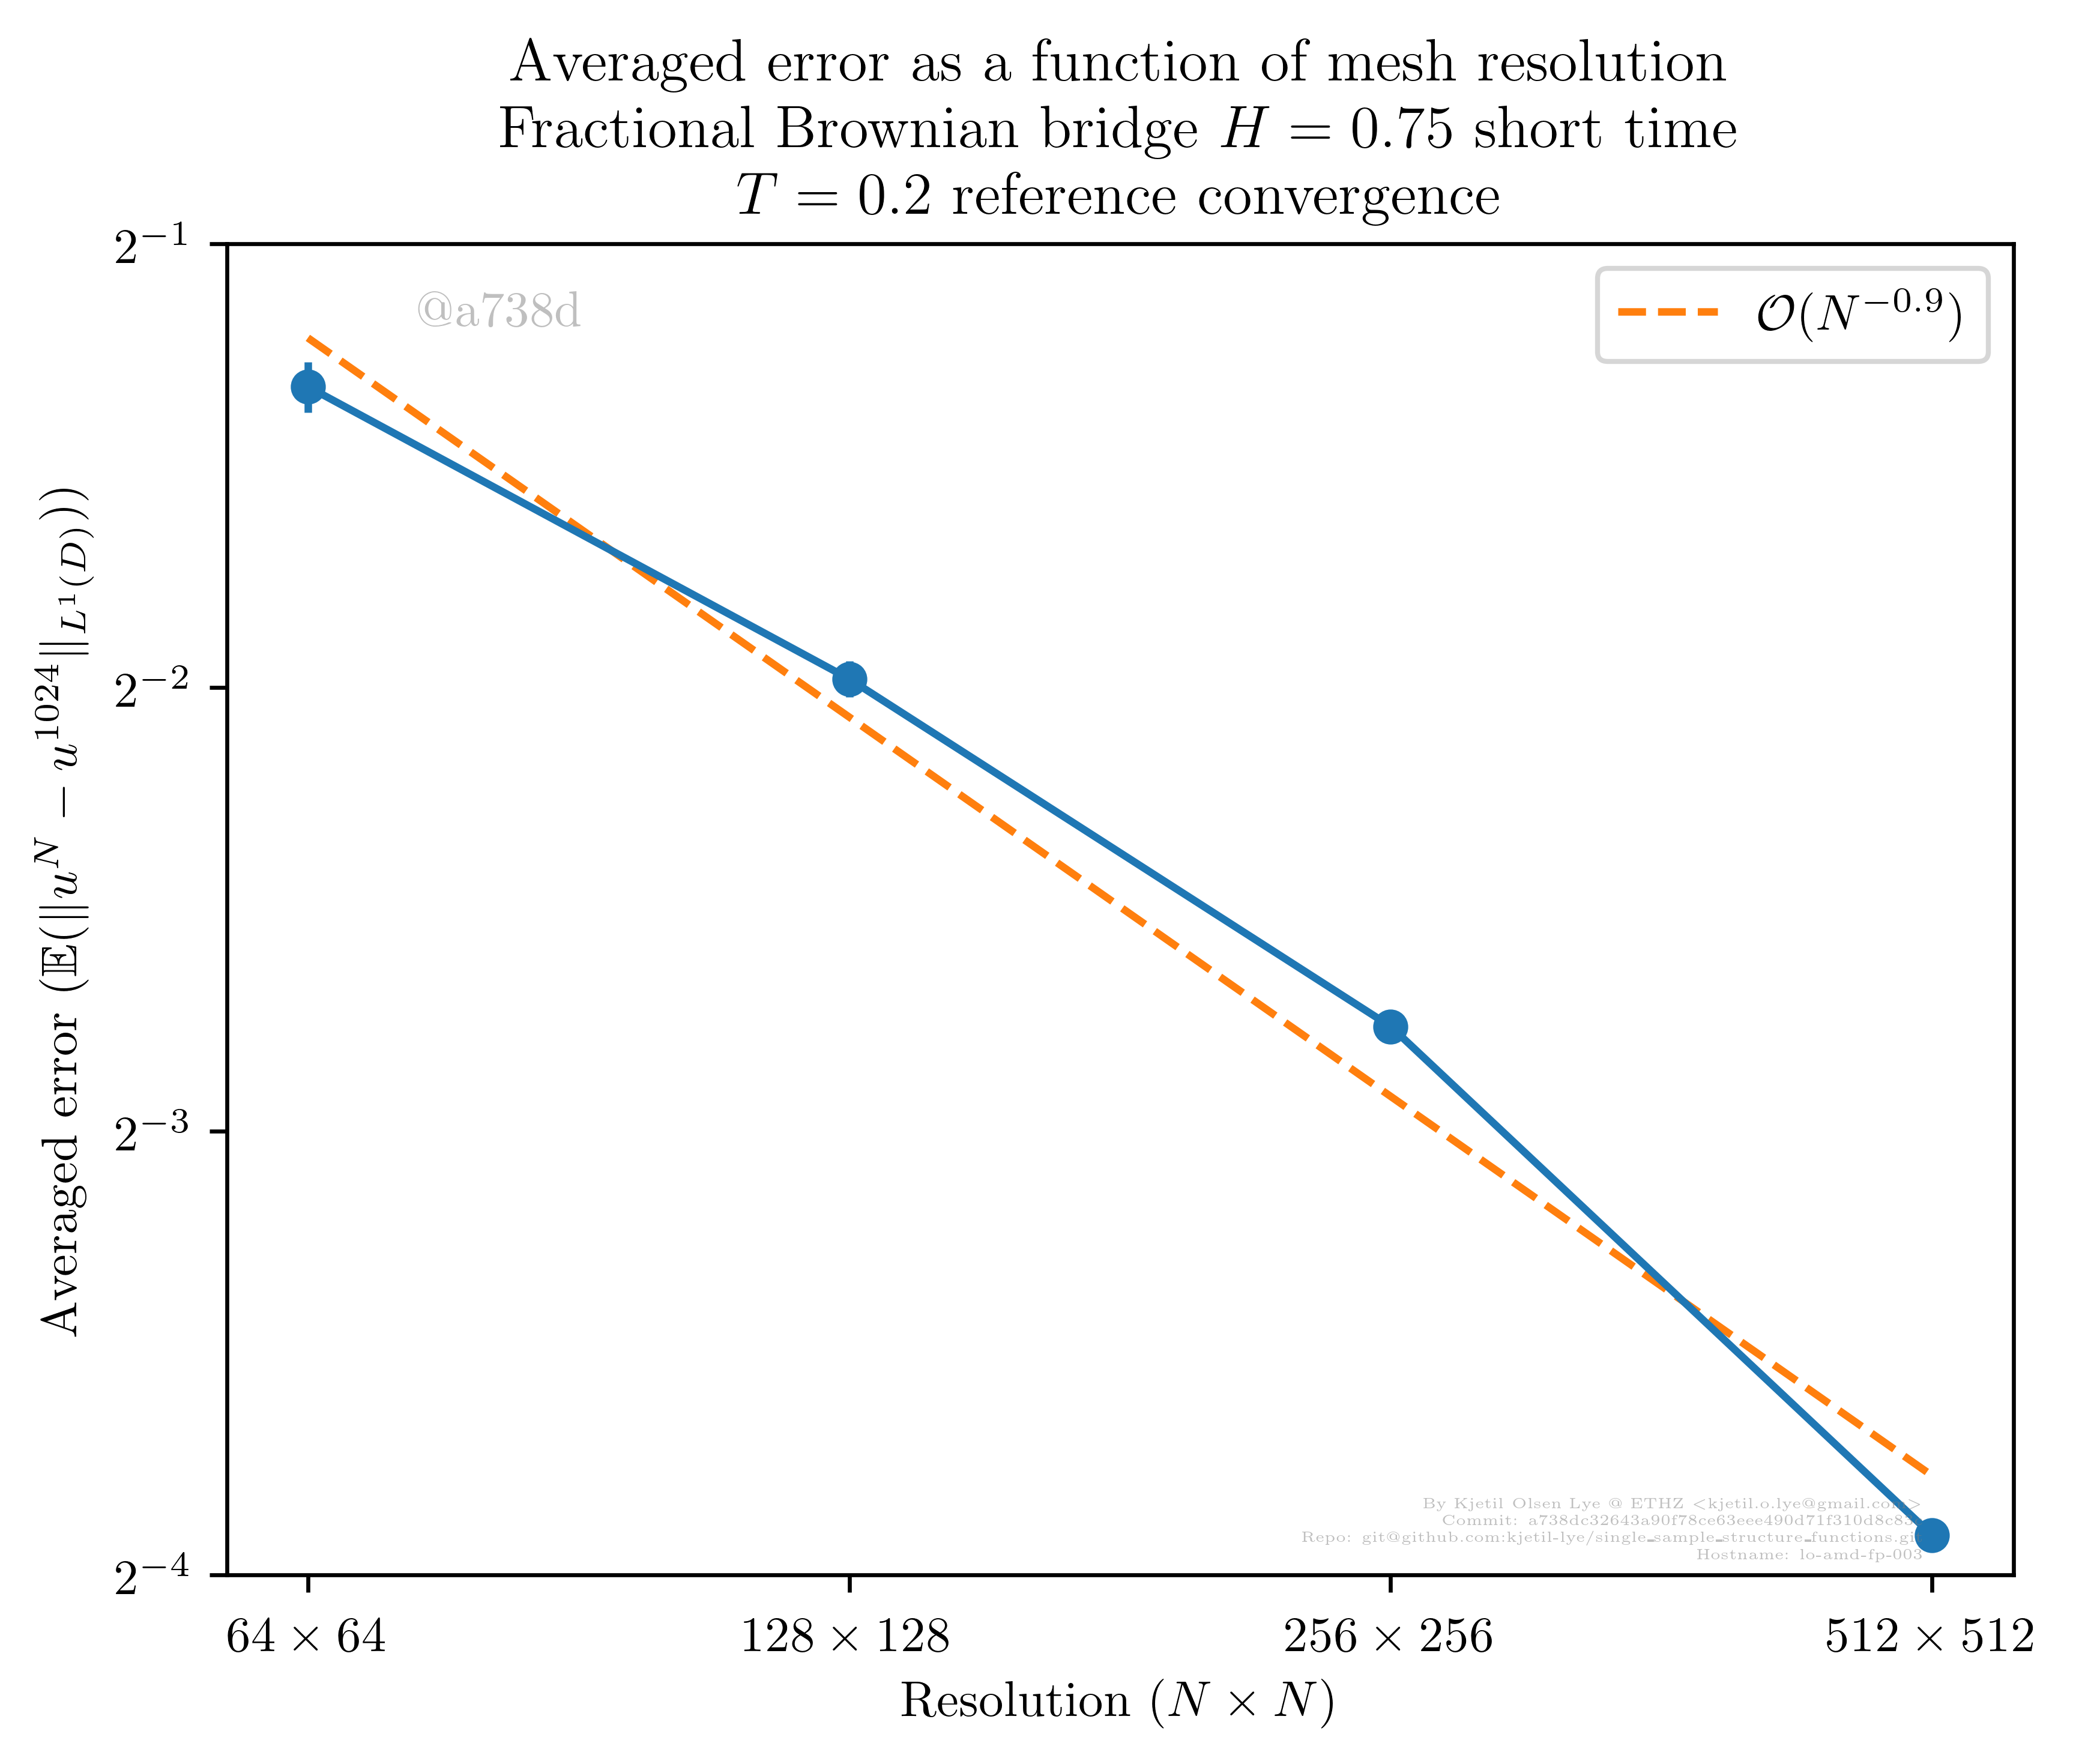 Averaged error as a function of mesh resolution
Fractional Brownian bridge H = 0.75 short time
T = 0.2 reference convergence
2⁻¹
2⁻²
2⁻³
2⁻⁴
Averaged error (𝔼(‖u^N − u^1024‖_{L¹(D)}))
@a738d
𝒪(N^−0.9)
By Kjetil Olsen Lye @ ETHZ <kjetil.o.lye@gmail.com>
Commit: a738dc32643a90f78ce63eee490d71f310d8c8
Repo: git@github.com:kjetil-lye/single_sample_structure_functions.git
Hostname: lo-amd-fp-003
64 × 64
128 × 128
256 × 256
512 × 512
Resolution (N × N)